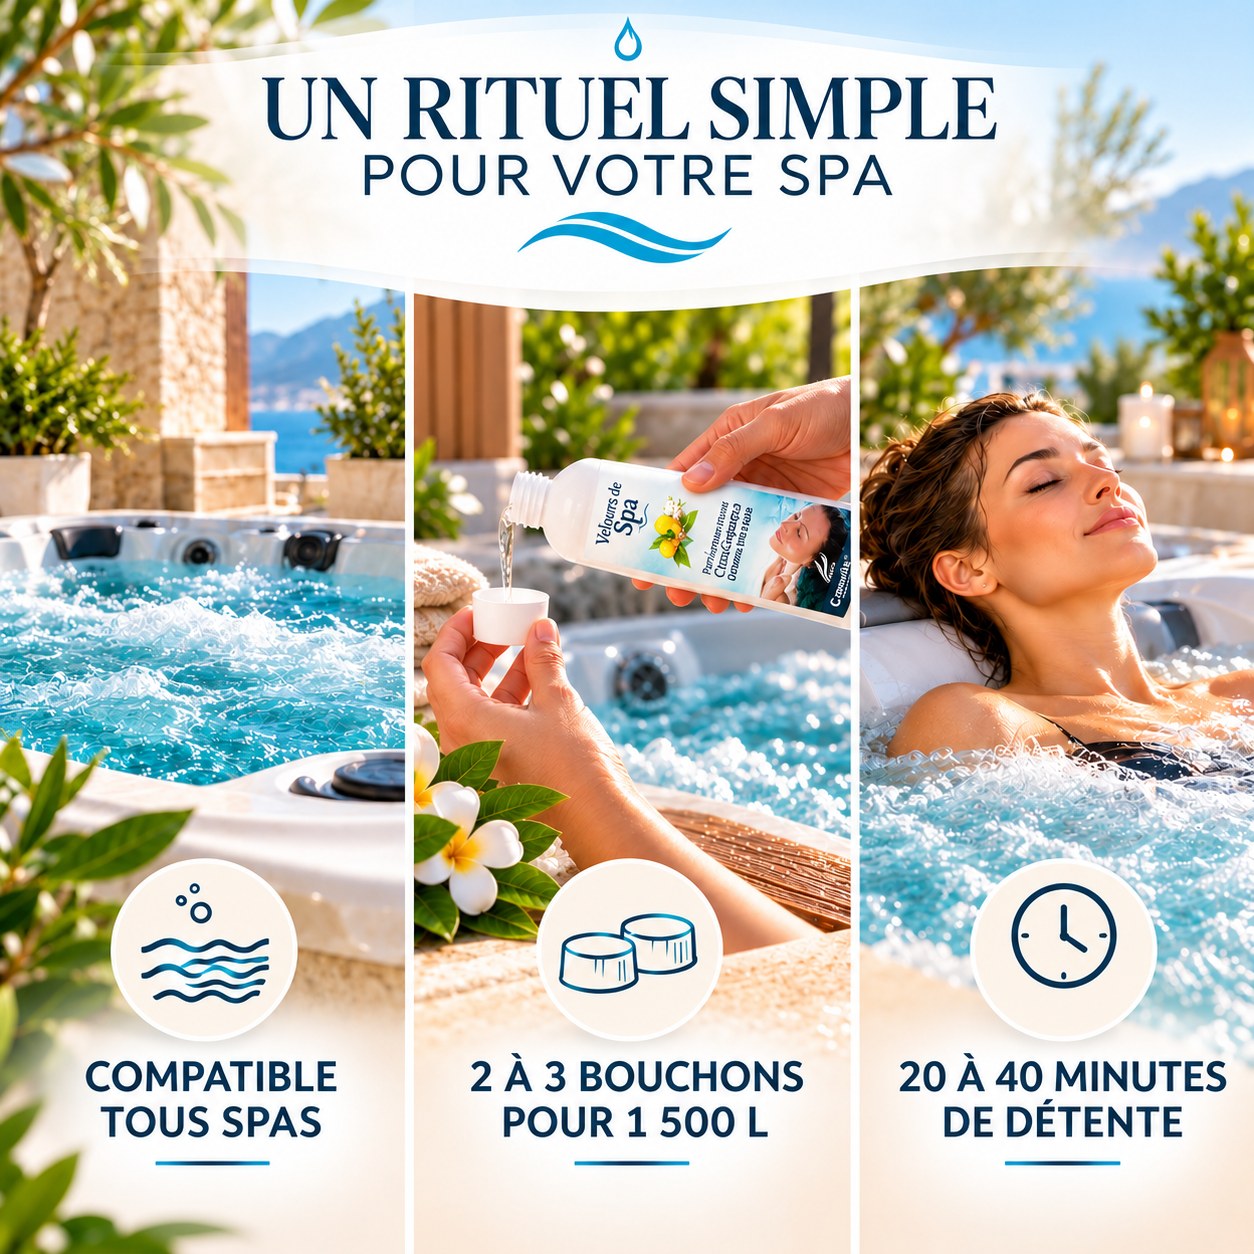 UN RITUEL SIMPLE
POUR VOTRE SPA
Velours de
Spa
COMPATIBLE
TOUS SPAS
2 À 3 BOUCHONS
POUR 1 500 L
20 À 40 MINUTES
DE DÉTENTE